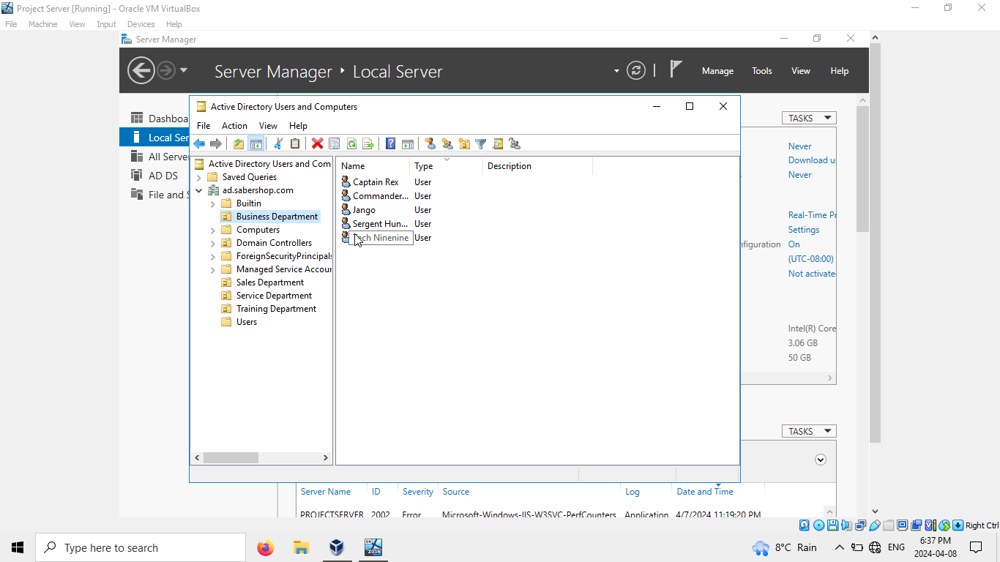 Project Server [Running] - Oracle VM VirtualBox
File Machine View Input Devices Help
Server Manager
Server Manager ‣ Local Server
Manage Tools View Help
Dashboa
Local Ser
All Serve
AD DS
File and S
TASKS
Never
Download u
Never
Real-Time Pr
Settings
nfiguration On
(UTC-08:00)
Not activate
Intel(R) Core
3.06 GB
50 GB
TASKS
Active Directory Users and Computers
File Action View Help
Active Directory Users and Com
Saved Queries
ad.sabershop.com
Builtin
Business Department
Computers
Domain Controllers
ForeignSecurityPrincipals
Managed Service Accour
Sales Department
Service Department
Training Department
Users
Name Type Description
Captain Rex User
Commander... User
Jango User
Sergent Hun... User
Tech Ninenine User
Server Name ID Severity Source Log Date and Time
PROJECTSERVER 2002 Error Microsoft-Windows-IIS-W3SVC-PerfCounters Application 4/7/2024 11:19:20 PM
Right Ctrl
Type here to search
64
2016
8°C Rain
ENG
6:37 PM
2024-04-08